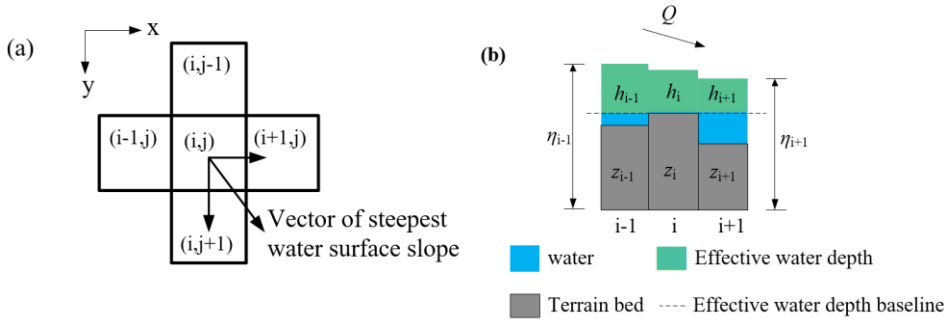 (a)
x
y
(i,j-1)
(i-1,j)
(i,j)
(i+1,j)
(i,j+1)
Vector of steepest
water surface slope
(b)
Q
hi-1
hi
hi+1
ηi-1
ηi+1
zi-1
zi
zi+1
i-1
i
i+1
water
Effective water depth
Terrain bed
Effective water depth baseline